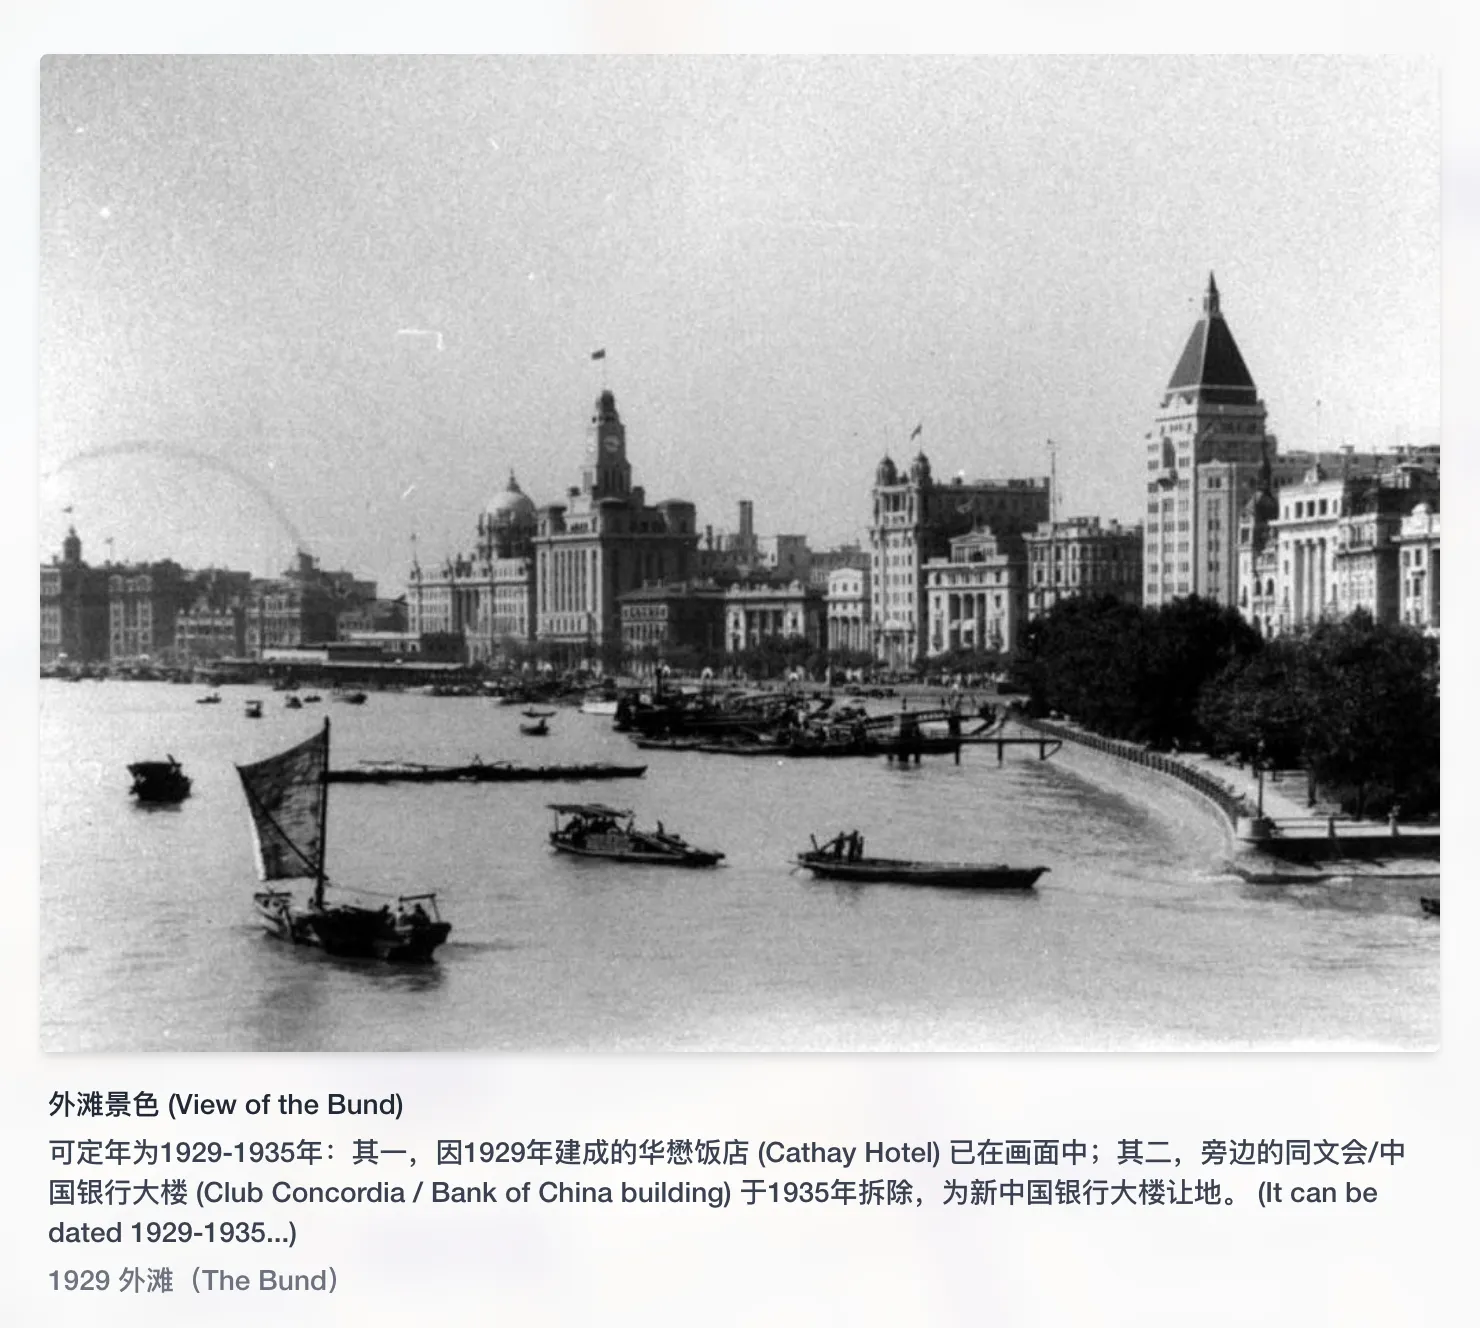 外滩景色 (View of the Bund)
可定年为1929-1935年：其一，因1929年建成的华懋饭店 (Cathay Hotel) 已在画面中；其二，旁边的同文会/中
国银行大楼 (Club Concordia / Bank of China building) 于1935年拆除，为新中国银行大楼让地。 (It can be
dated 1929-1935...)
1929 外滩（The Bund）